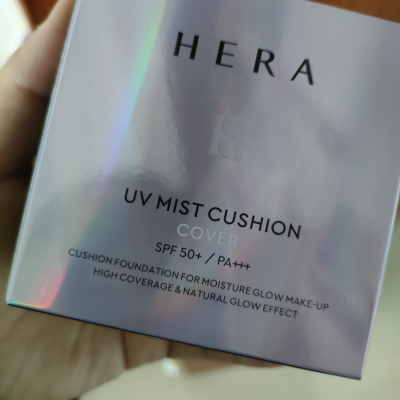 HERA
UV MIST CUSHION
COVER
SPF 50+ / PA+++
CUSHION FOUNDATION FOR MOISTURE GLOW MAKE-UP
HIGH COVERAGE & NATURAL GLOW EFFECT